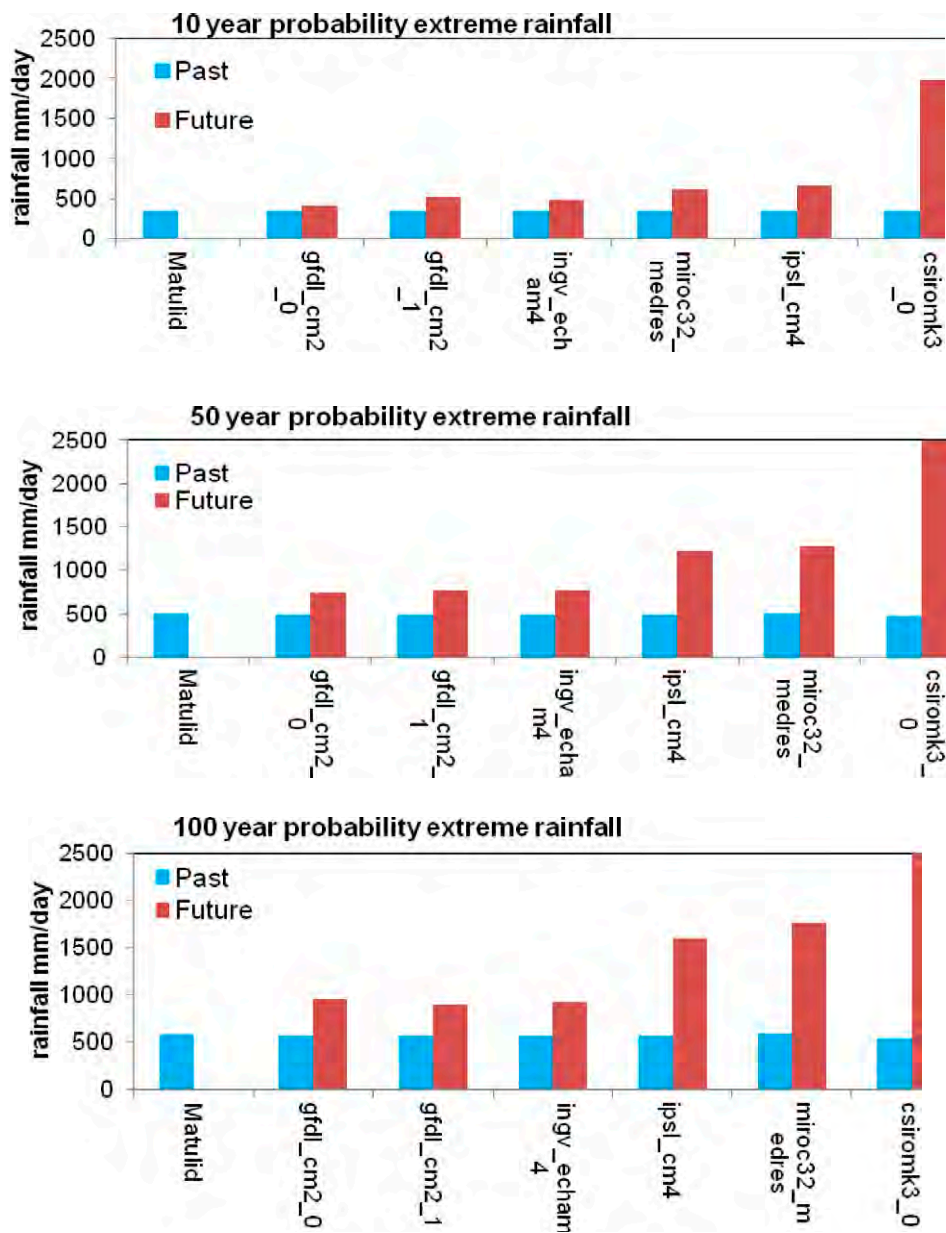 10 year probability extreme rainfall
rainfall mm/day
2500
2000
1500
1000
500
0
Past
Future
Matulid
gfdl_cm2
_0
gfdl_cm2
_1
ingv_ech
am4
miroc32_
medres
ipsl_cm4
csiromk3
_0
50 year probability extreme rainfall
rainfall mm/day
2500
2000
1500
1000
500
0
Past
Future
Matulid
gfdl_cm2_
0
gfdl_cm2_
1
ingv_echa
m4
ipsl_cm4
miroc32_
medres
csiromk3_
0
100 year probability extreme rainfall
rainfall mm/day
2500
2000
1500
1000
500
0
Past
Future
Matulid
gfdl_cm2_0
gfdl_cm2_1
ingv_echam
4
ipsl_cm4
miroc32_m
edres
csiromk3_0